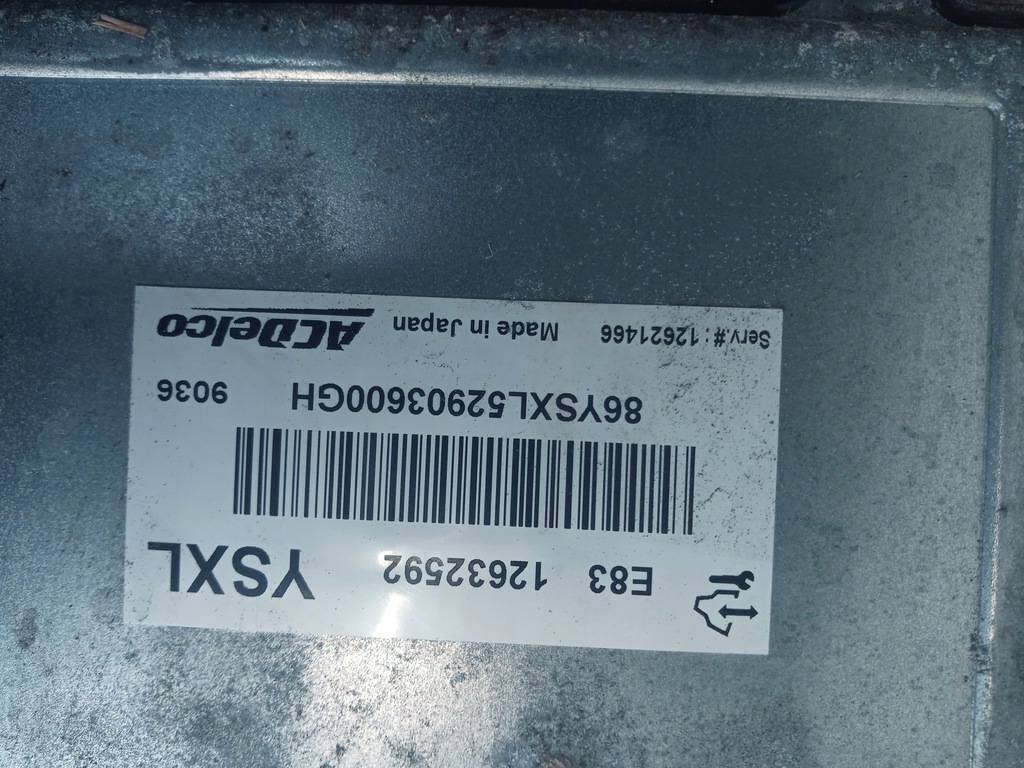 E83 12632592 YSXL
86YSXL52903600GH 9036
Serv.#: 12621466 Made in Japan ACDelco